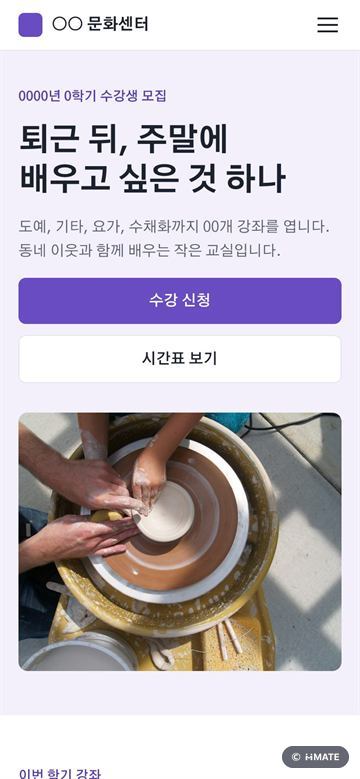 ○○ 문화센터
0000년 0학기 수강생 모집
퇴근 뒤, 주말에
배우고 싶은 것 하나
도예, 기타, 요가, 수채화까지 00개 강좌를 엽니다.
동네 이웃과 함께 배우는 작은 교실입니다.
수강 신청
시간표 보기
© HMATE
이번 학기 강좌